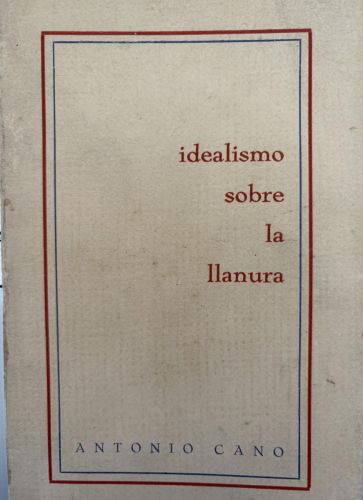 idealismo
sobre
la
llanura
ANTONIO CANO